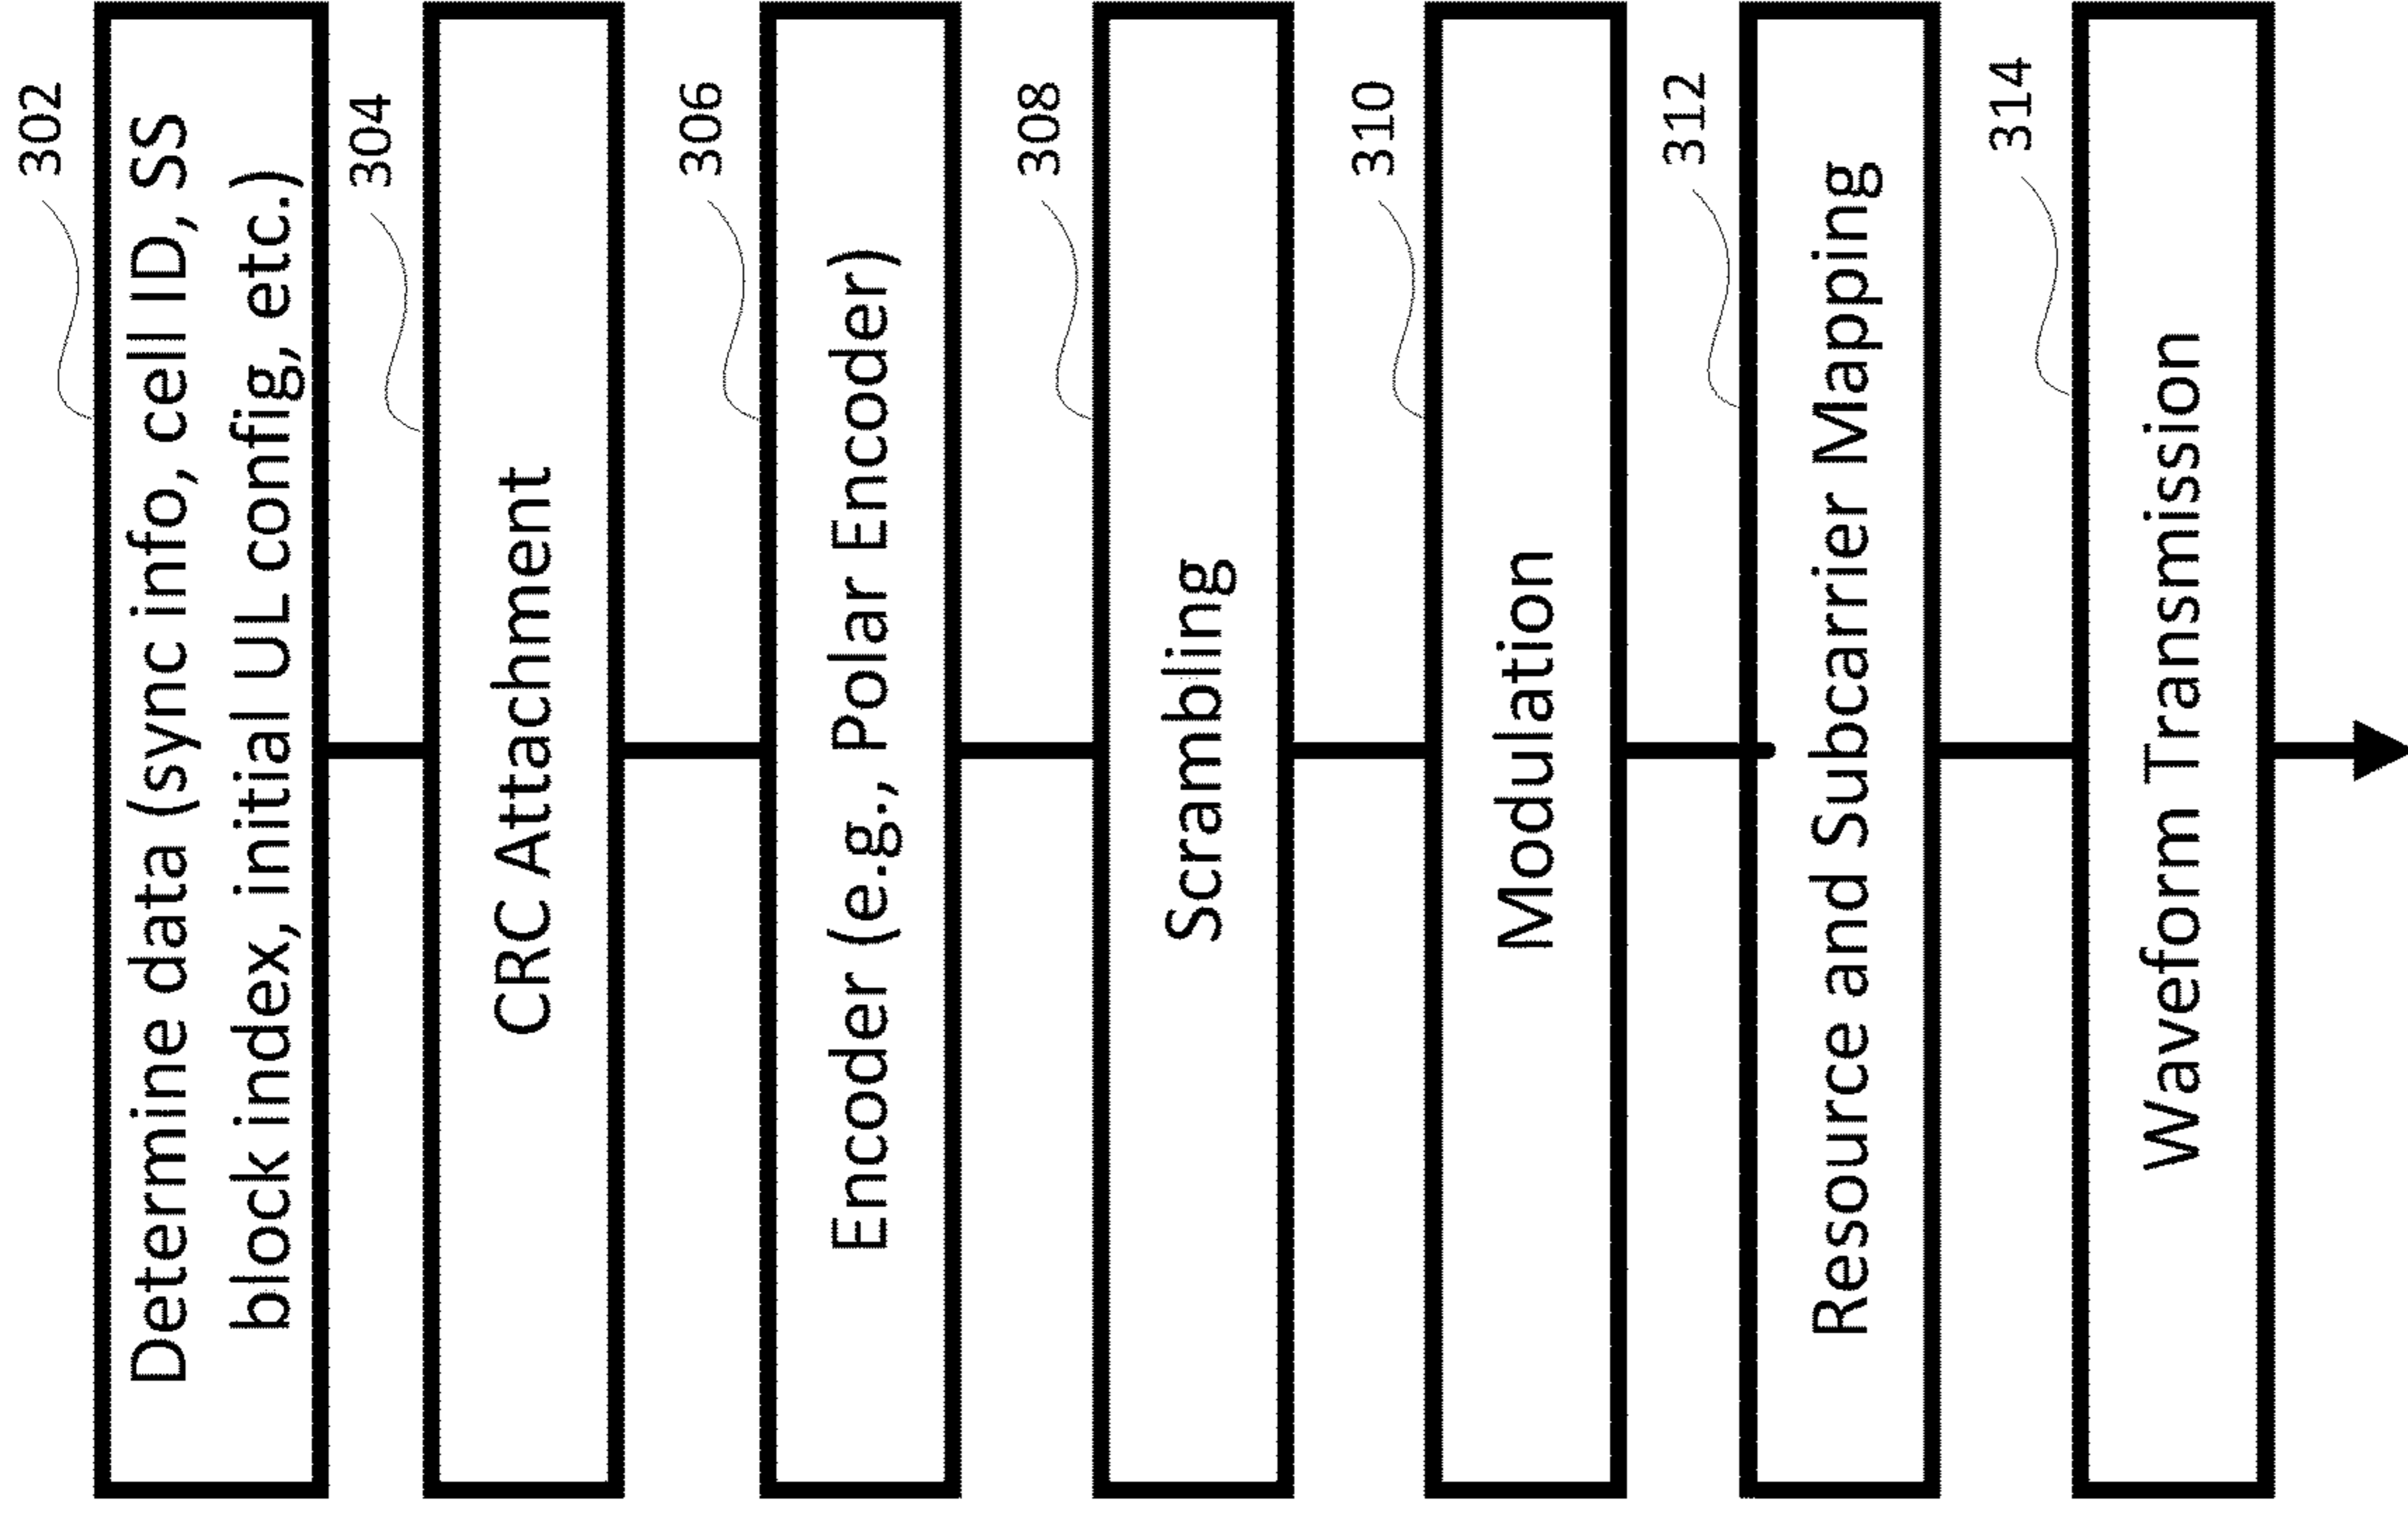 302
Determine data (sync info, cell ID, SS
block index, initial UL config, etc.)
304
CRC Attachment
306
Encoder (e.g., Polar Encoder)
308
Scrambling
310
Modulation
312
Resource and Subcarrier Mapping
314
Waveform Transmission